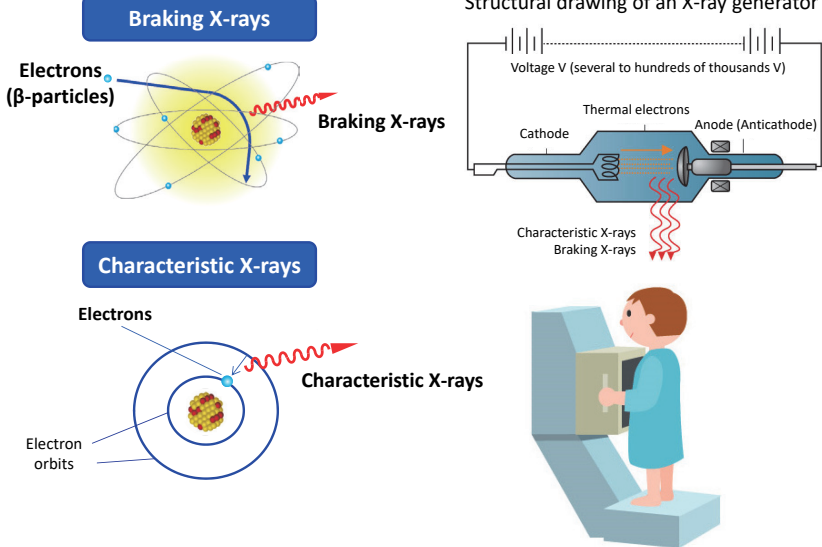 Braking X-rays
Electrons
(β-particles)
Braking X-rays
Structural drawing of an X-ray generator
Voltage V (several to hundreds of thousands V)
Thermal electrons
Cathode
Anode (Anticathode)
Characteristic X-rays
Braking X-rays
Characteristic X-rays
Electrons
Characteristic X-rays
Electron
orbits